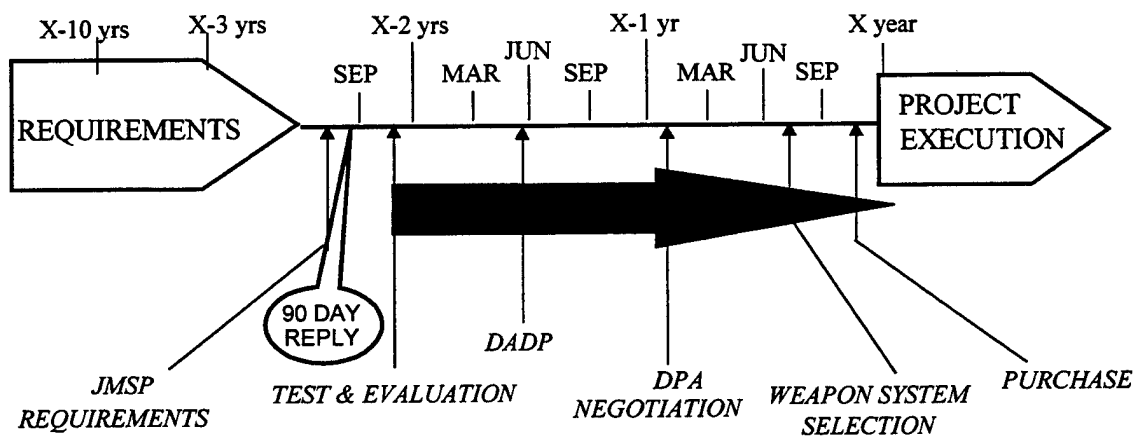 X-10 yrs
X-3 yrs
X-2 yrs
X-1 yr
X year
JUN
JUN
SEP
MAR
SEP
MAR
SEP
REQUIREMENTS
PROJECT
EXECUTION
90 DAY
REPLY
DADP
JMSP
REQUIREMENTS
TEST & EVALUATION
DPA
NEGOTIATION
WEAPON SYSTEM
SELECTION
PURCHASE